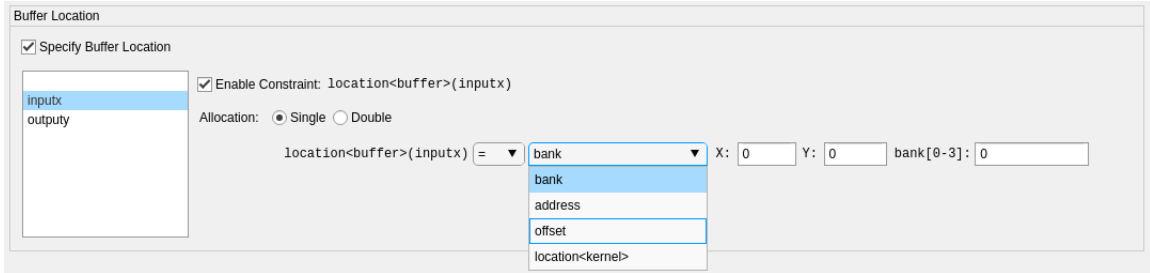 Buffer Location
Specify Buffer Location
inputx
outputy
Enable Constraint: location<buffer>(inputx)
Allocation: Single Double
location<buffer>(inputx) = bank X: 0 Y: 0 bank[0-3]: 0
bank
address
offset
location<kernel>